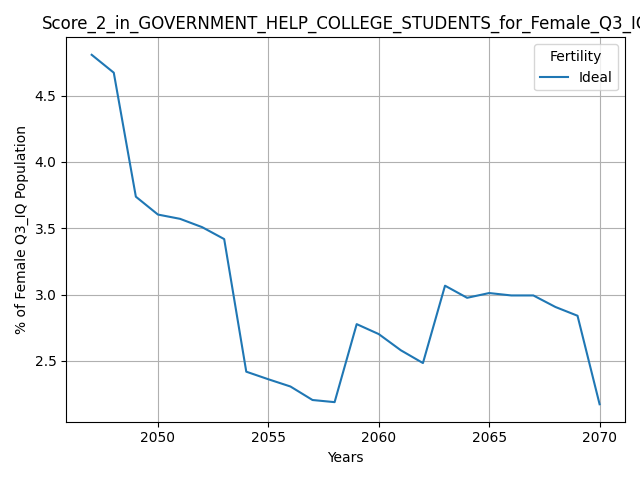 Score_2_in_GOVERNMENT_HELP_COLLEGE_STUDENTS_for_Female_Q3_IQ
Fertility
Ideal
% of Female Q3_IQ Population
4.5
4.0
3.5
3.0
2.5
2050
2055
2060
2065
2070
Years